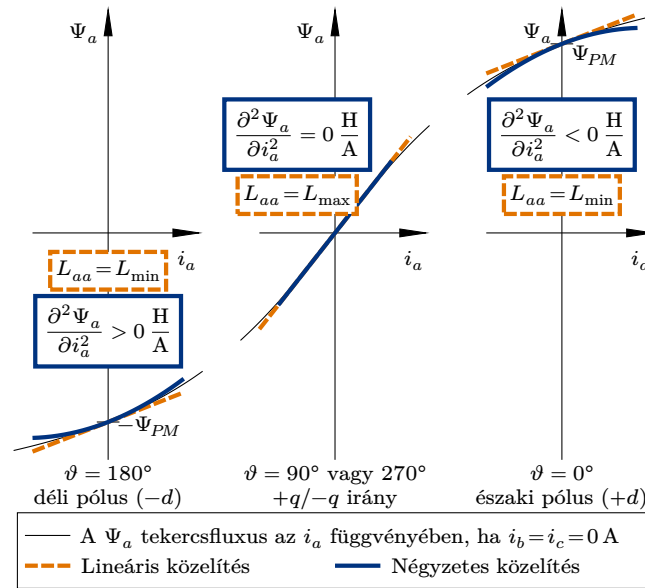 Ψ_a
Ψ_a
Ψ_a
Ψ_PM
∂²Ψ_a/∂i_a² = 0 H/A
∂²Ψ_a/∂i_a² < 0 H/A
L_aa = L_max
L_aa = L_min
i_a
i_a
i_a
L_aa = L_min
∂²Ψ_a/∂i_a² > 0 H/A
−Ψ_PM
ϑ = 180°
déli pólus (−d)
ϑ = 90° vagy 270°
+q/−q irány
ϑ = 0°
északi pólus (+d)
A Ψ_a tekercsfluxus az i_a függvényében, ha i_b = i_c = 0 A
Lineáris közelítés
Négyzetes közelítés